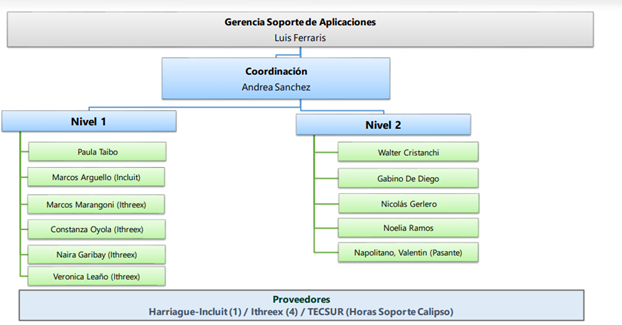 Gerencia Soporte de Aplicaciones
Luis Ferraris
Coordinación
Andrea Sanchez
Nivel 1
Paula Taibo
Marcos Arguello (Incluit)
Marcos Marangoni (Ithreex)
Constanza Oyola (Ithreex)
Naira Garibay (Ithreex)
Veronica Leaño (Ithreex)
Nivel 2
Walter Cristanchi
Gabino De Diego
Nicolás Gerlero
Noelia Ramos
Napolitano, Valentin (Pasante)
Proveedores
Harriague-Incluit (1) / Ithreex (4) / TECSUR (Horas Soporte Calipso)